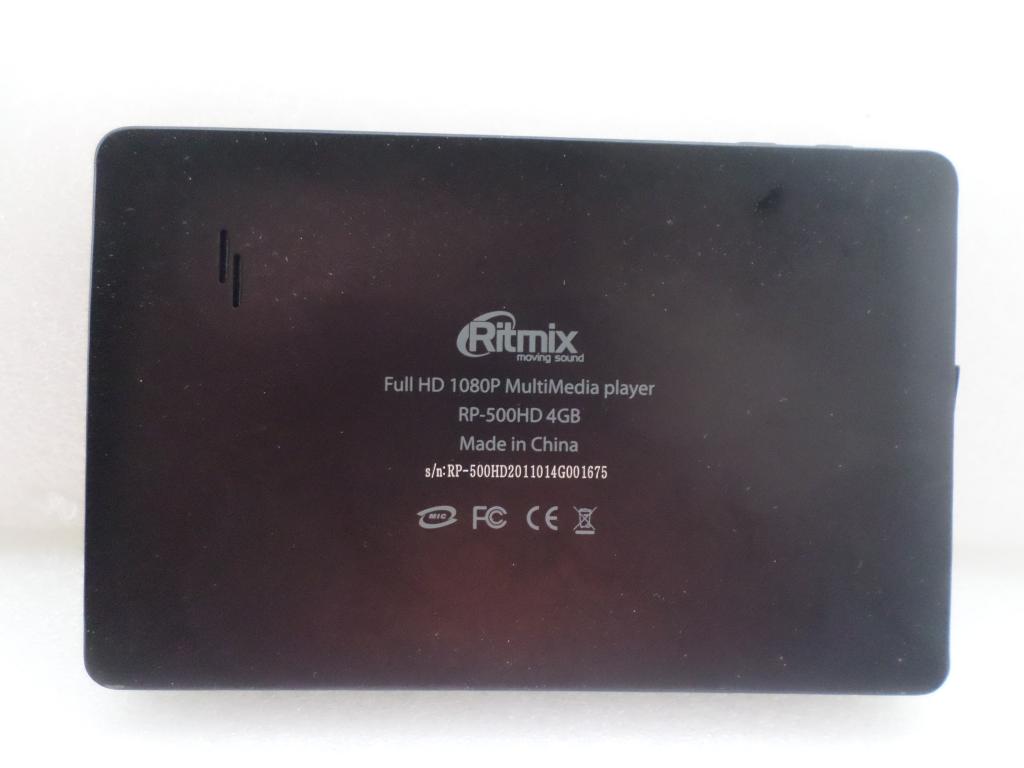 Ritmix
moving sound
Full HD 1080P MultiMedia player
RP-500HD 4GB
Made in China
s/n:RP-500HD2011014G001675
MIC FC CE